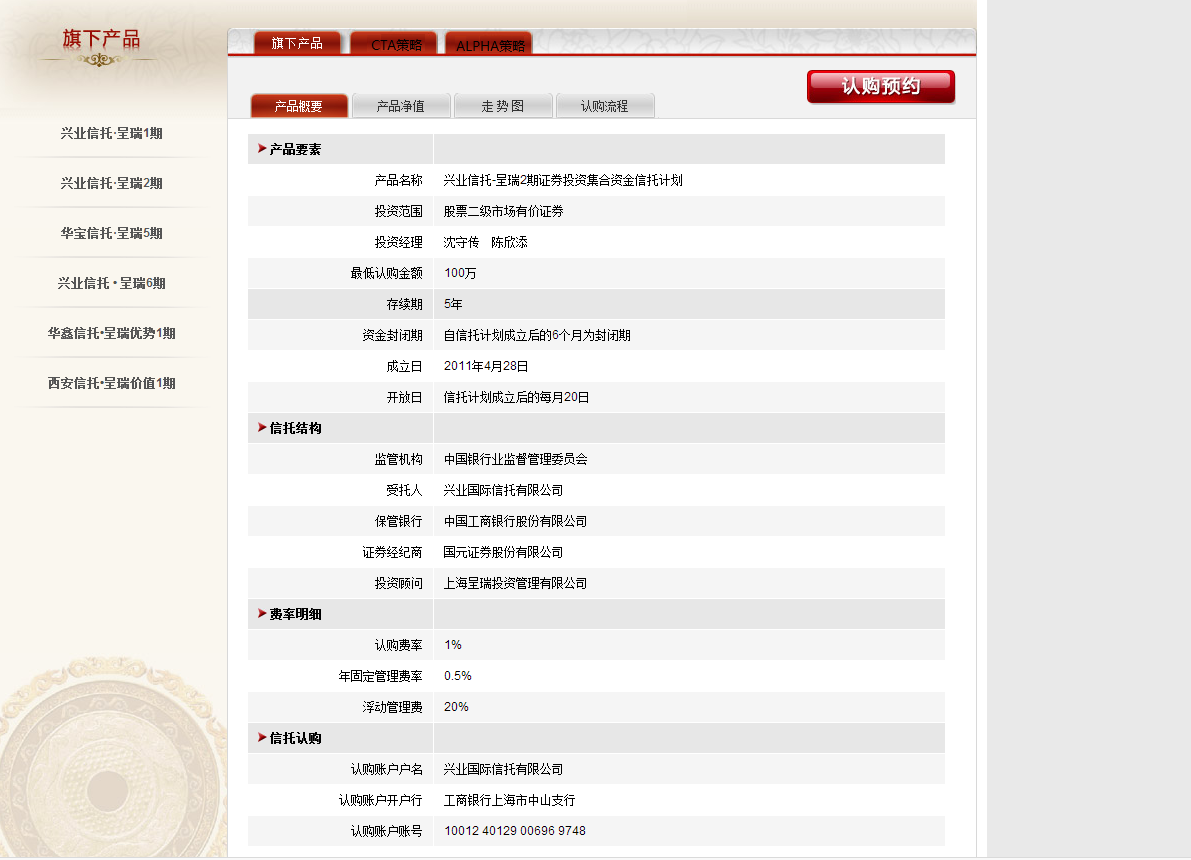 旗下产品
兴业信托·呈瑞1期
兴业信托·呈瑞2期
华宝信托·呈瑞5期
兴业信托·呈瑞6期
华鑫信托•呈瑞优势1期
西安信托•呈瑞价值1期
旗下产品 CTA策略 ALPHA策略
认购预约
产品概要 产品净值 走 势 图 认购流程
产品要素
产品名称 兴业信托-呈瑞2期证券投资集合资金信托计划
投资范围 股票二级市场有价证券
投资经理 沈守传 陈欣添
最低认购金额 100万
存续期 5年
资金封闭期 自信托计划成立后的6个月为封闭期
成立日 2011年4月28日
开放日 信托计划成立后的每月20日
信托结构
监管机构 中国银行业监督管理委员会
受托人 兴业国际信托有限公司
保管银行 中国工商银行股份有限公司
证券经纪商 国元证券股份有限公司
投资顾问 上海呈瑞投资管理有限公司
费率明细
认购费率 1%
年固定管理费率 0.5%
浮动管理费 20%
信托认购
认购账户户名 兴业国际信托有限公司
认购账户开户行 工商银行上海市中山支行
认购账户账号 10012 40129 00696 9748